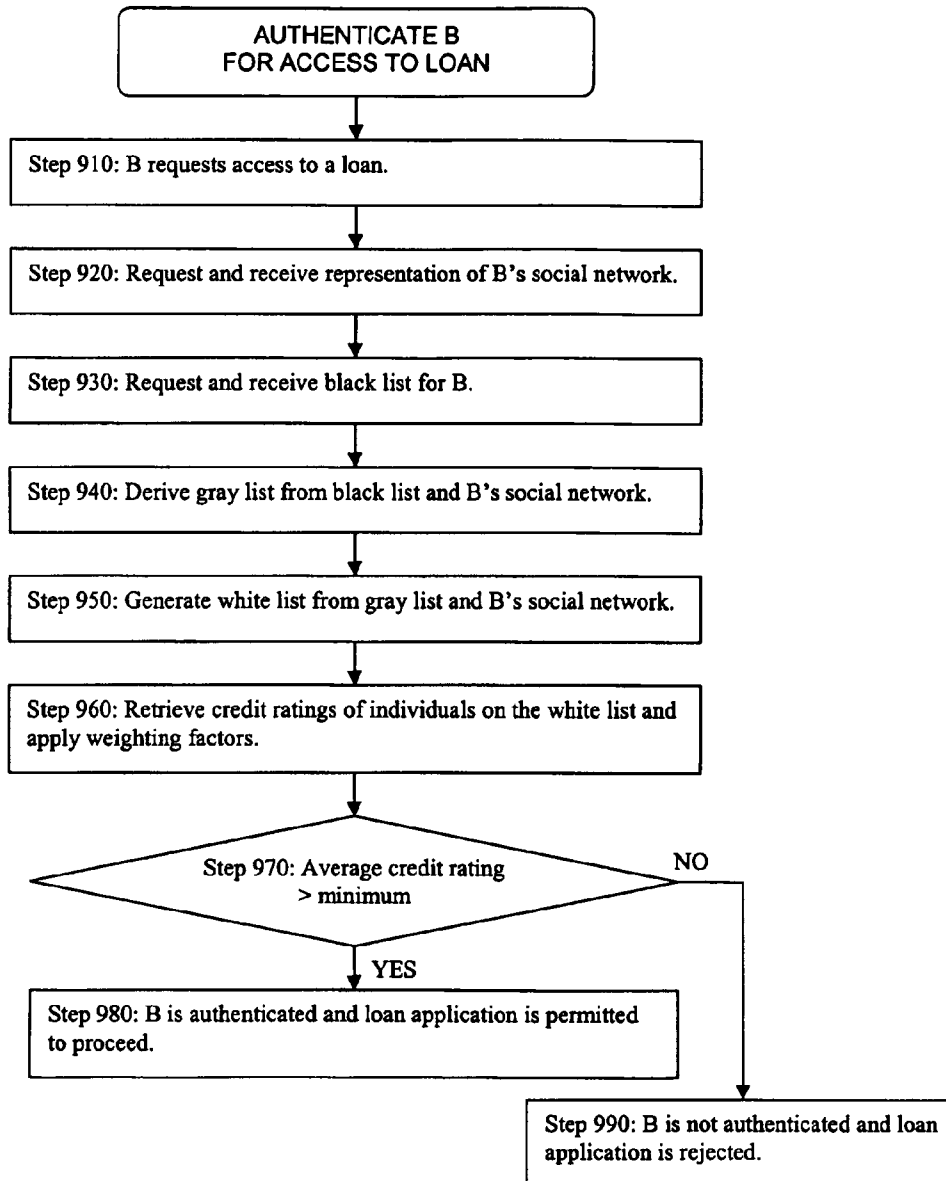 AUTHENTICATE B
FOR ACCESS TO LOAN
Step 910: B requests access to a loan.
Step 920: Request and receive representation of B's social network.
Step 930: Request and receive black list for B.
Step 940: Derive gray list from black list and B's social network.
Step 950: Generate white list from gray list and B's social network.
Step 960: Retrieve credit ratings of individuals on the white list and
apply weighting factors.
Step 970: Average credit rating
> minimum
NO
YES
Step 980: B is authenticated and loan application is permitted
to proceed.
Step 990: B is not authenticated and loan
application is rejected.